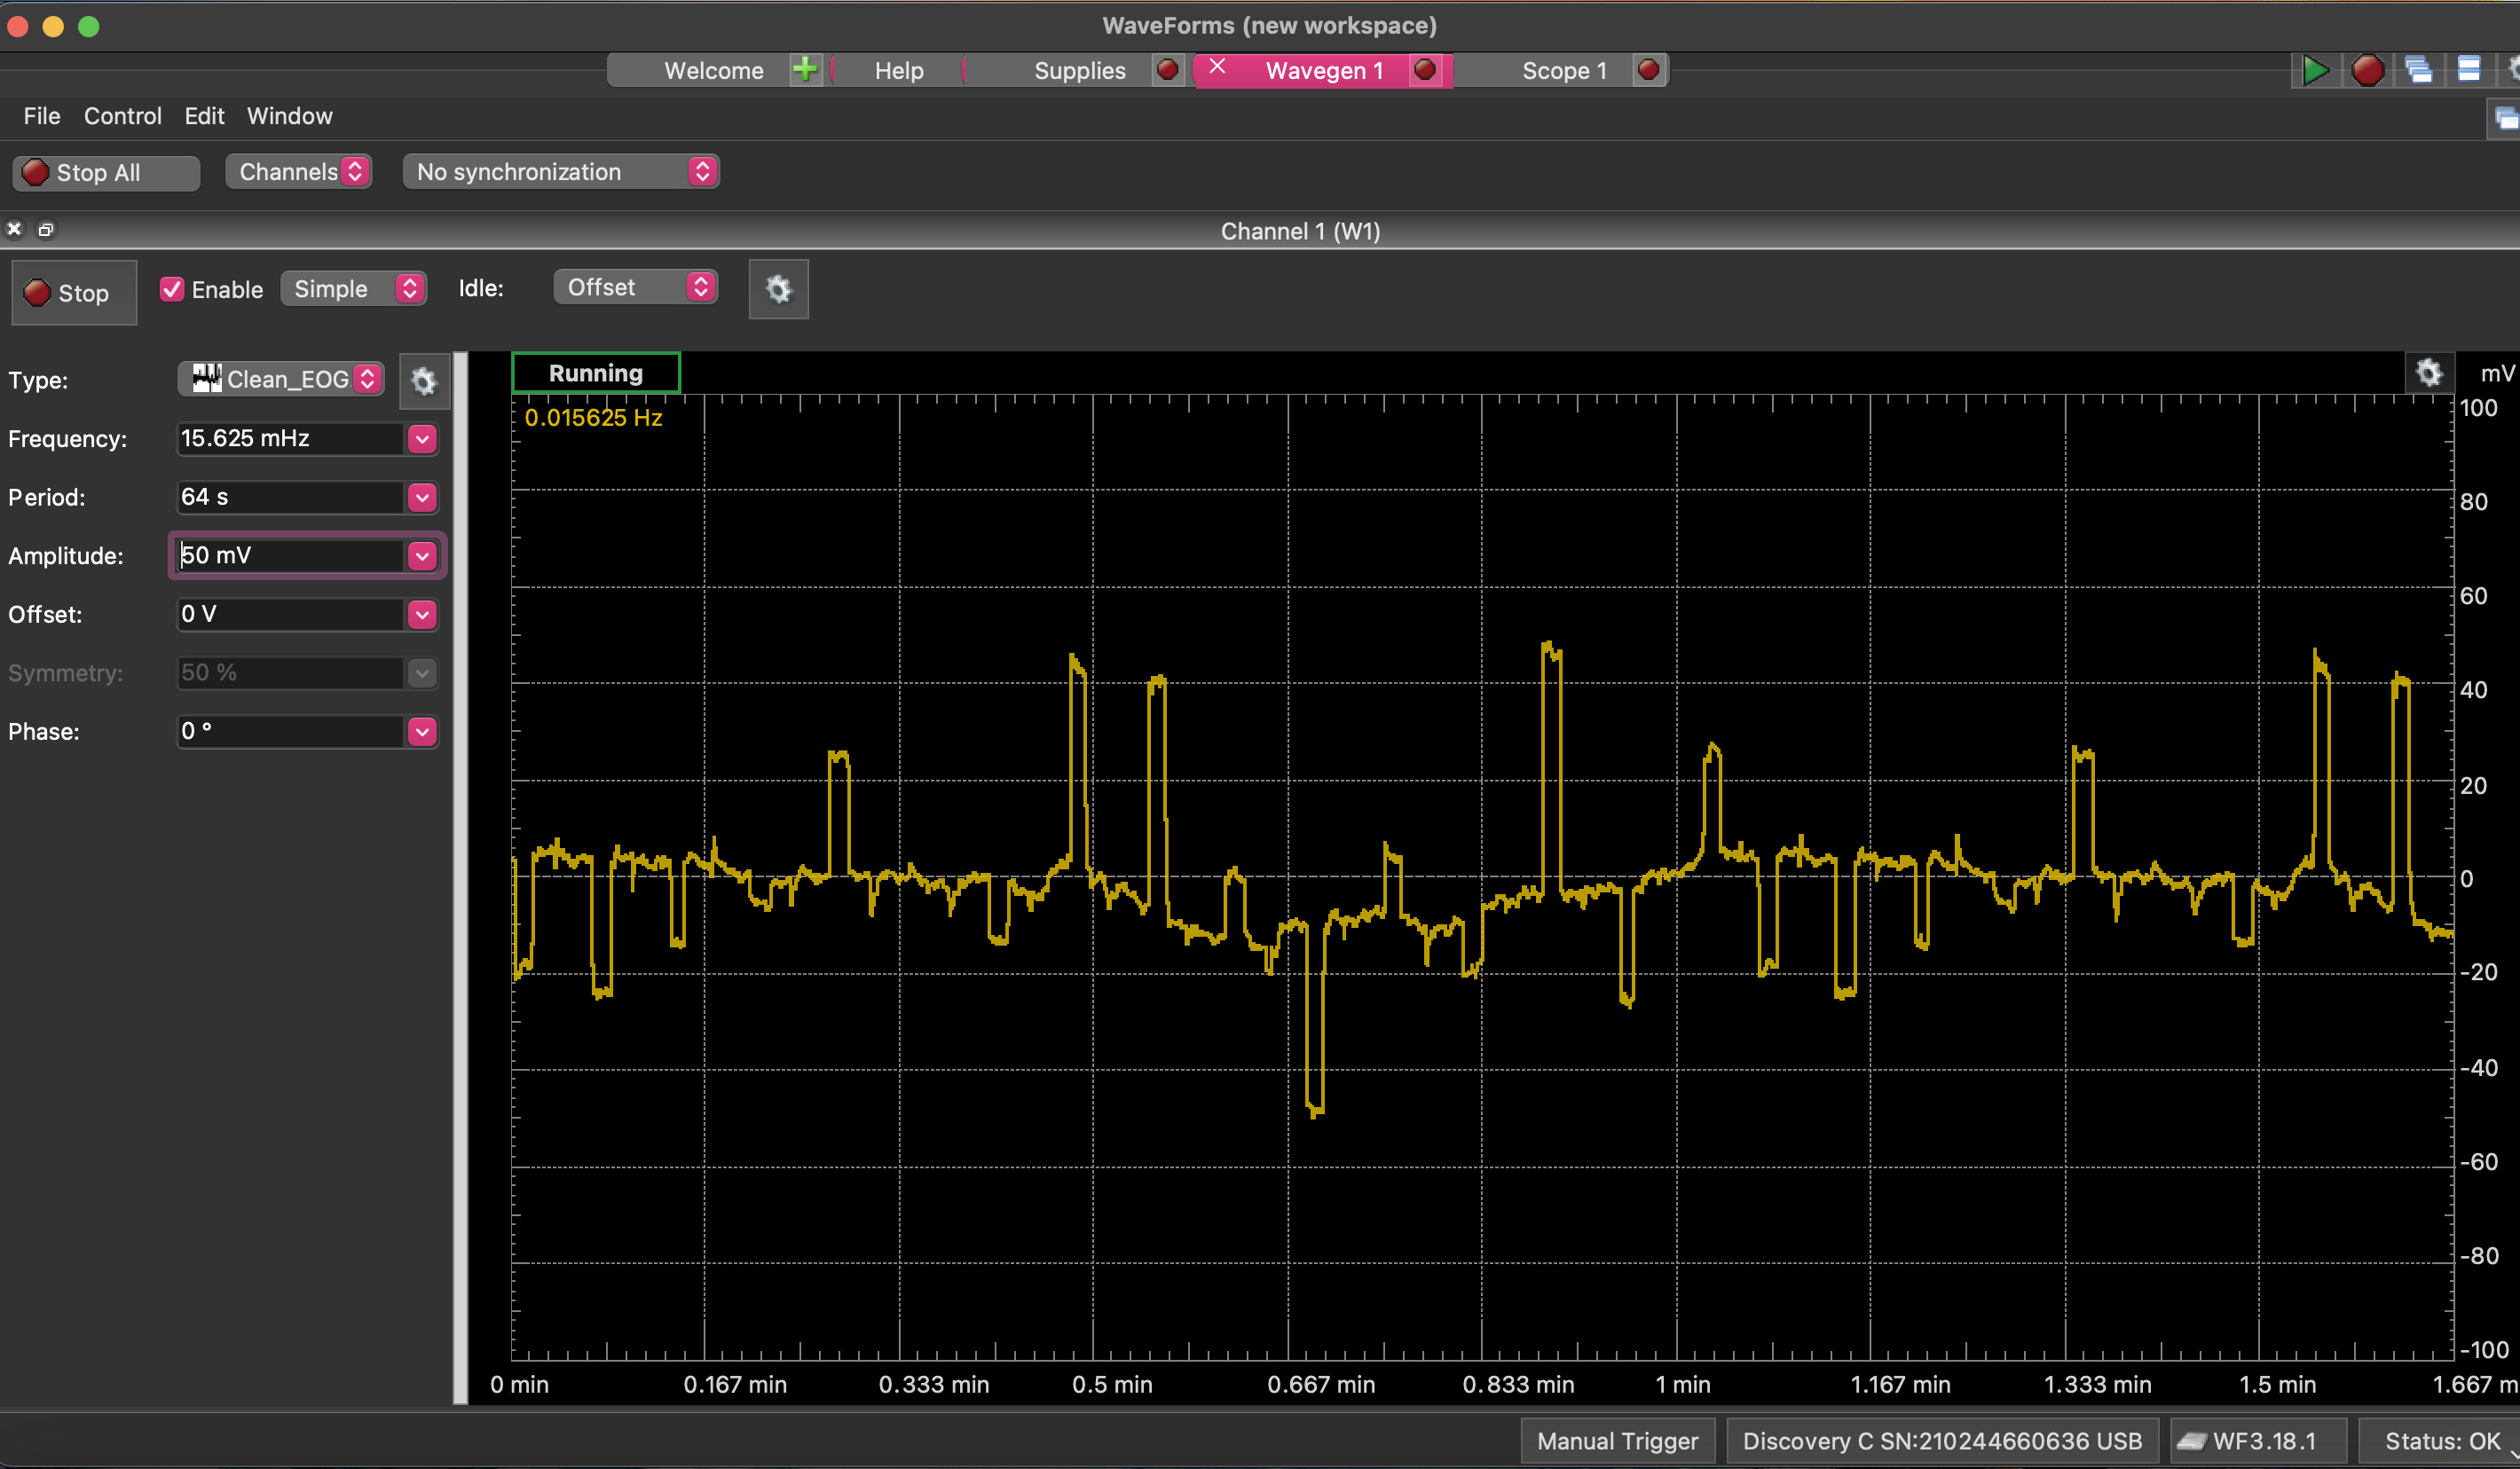 WaveForms (new workspace)
Welcome Help Supplies Wavegen 1 Scope 1
File Control Edit Window
Stop All Channels No synchronization
Channel 1 (W1)
Stop Enable Simple Idle: Offset
Type: Clean_EOG
Frequency: 15.625 mHz
Period: 64 s
Amplitude: 50 mV
Offset: 0 V
Symmetry: 50 %
Phase: 0 °
Running mV
0.015625 Hz
100
80
60
40
20
0
-20
-40
-60
-80
-100
0 min 0.167 min 0.333 min 0.5 min 0.667 min 0.833 min 1 min 1.167 min 1.333 min 1.5 min 1.667 m
Manual Trigger Discovery C SN:210244660636 USB WF3.18.1 Status: OK